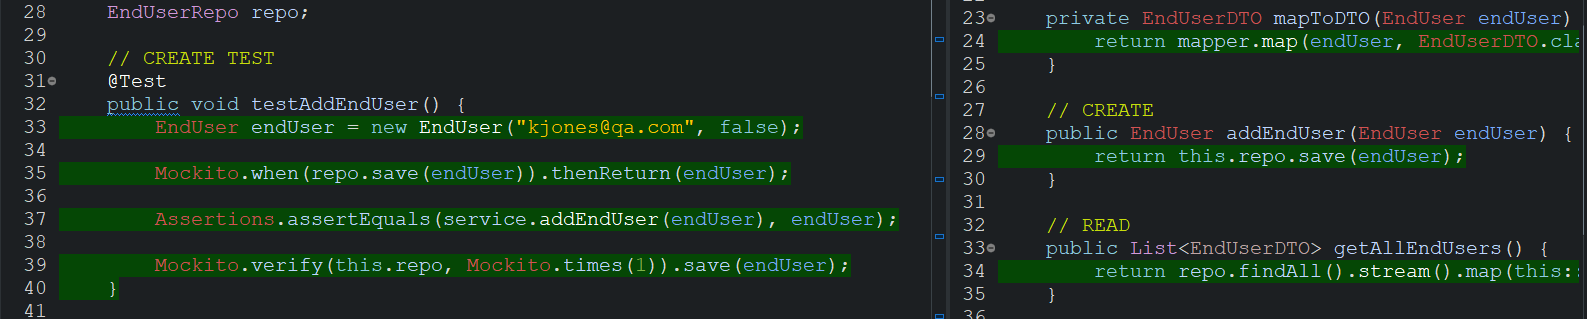 28 EndUserRepo repo;
29
30 // CREATE TEST
31 @Test
32 public void testAddEndUser() {
33 EndUser endUser = new EndUser("kjones@qa.com", false);
34
35 Mockito.when(repo.save(endUser)).thenReturn(endUser);
36
37 Assertions.assertEquals(service.addEndUser(endUser), endUser);
38
39 Mockito.verify(this.repo, Mockito.times(1)).save(endUser);
40 }
41
23 private EndUserDTO mapToDTO(EndUser endUser)
24 return mapper.map(endUser, EndUserDTO.cla
25 }
26
27 // CREATE
28 public EndUser addEndUser(EndUser endUser) {
29 return this.repo.save(endUser);
30 }
31
32 // READ
33 public List<EndUserDTO> getAllEndUsers() {
34 return repo.findAll().stream().map(this::
35 }
36